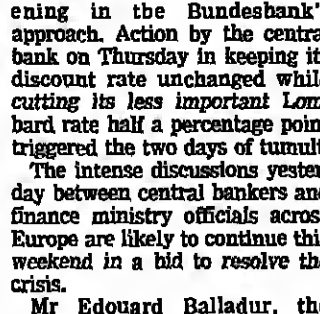 ening in the Bundesbank'
approach. Action by the centra
bank on Thursday in keeping it
discount rate unchanged whil
cutting its less important Lom
bard rate half a percentage poin
triggered the two days of tumult
The intense discussions yester
day between central bankers and
finance ministry officials acros
Europe are likely to continue thi
weekend in a bid to resolve th
crisis.
Mr Edouard Balladur, the